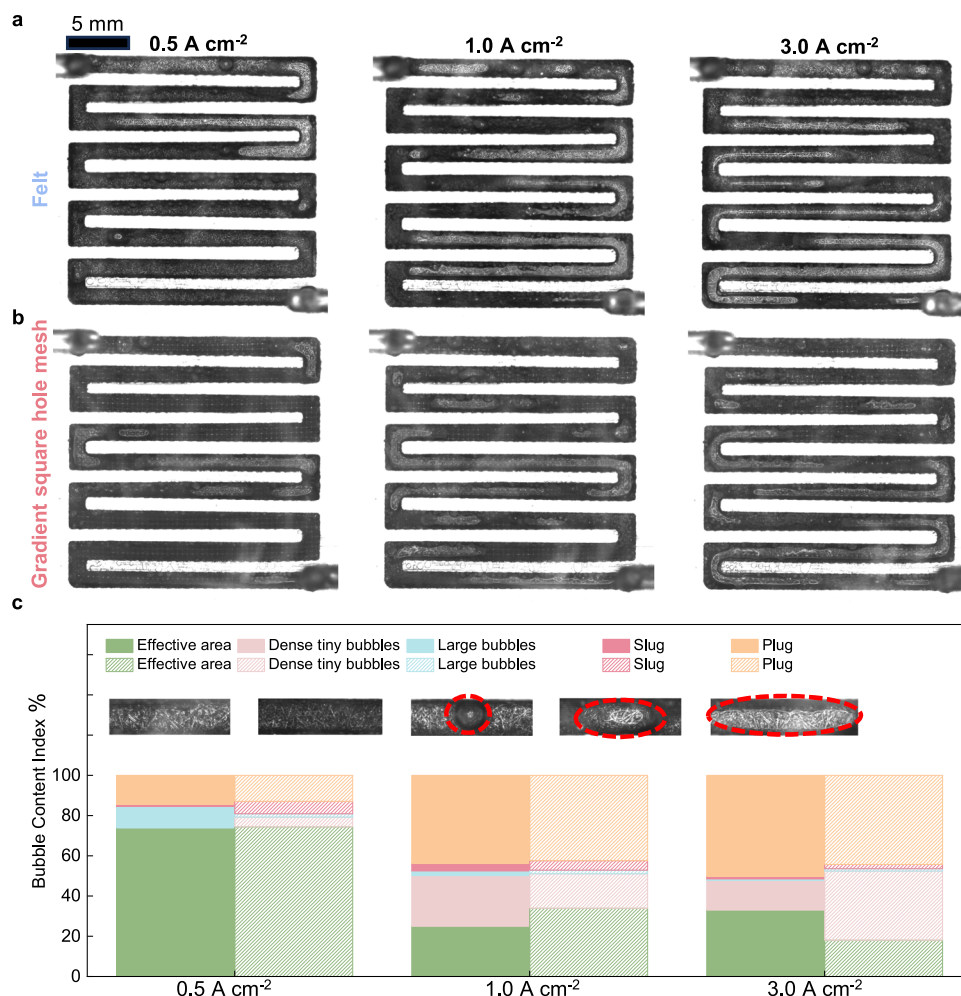 a
5 mm
0.5 A cm-2
1.0 A cm-2
3.0 A cm-2
Felt
b
Gradient square hole mesh
c
Effective area
Dense tiny bubbles
Large bubbles
Slug
Plug
Effective area
Dense tiny bubbles
Large bubbles
Slug
Plug
Bubble Content Index %
100
80
60
40
20
0
0.5 A cm-2
1.0 A cm-2
3.0 A cm-2